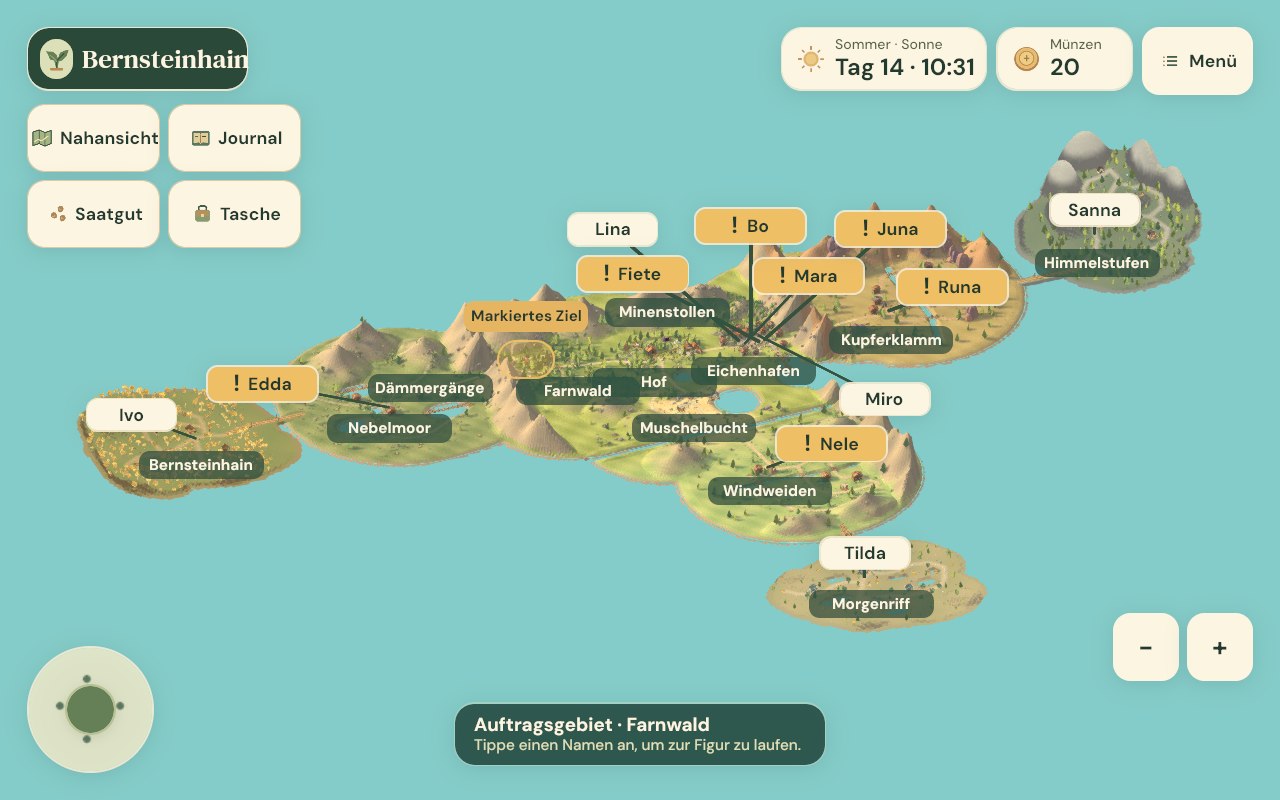 Bernsteinhain
Sommer · Sonne
Tag 14 · 10:31
Münzen
20
Menü
Nahansicht
Journal
Saatgut
Tasche
Sanna
Himmelstufen
Lina
! Bo
! Juna
! Fiete
! Mara
! Runa
Markiertes Ziel
Minenstollen
Kupferklamm
Eichenhafen
! Edda
Dämmergänge
Farnwald
Hof
Miro
Ivo
Nebelmoor
Muschelbucht
! Nele
Bernsteinhain
Windweiden
Tilda
Morgenriff
−
+
Auftragsgebiet · Farnwald
Tippe einen Namen an, um zur Figur zu laufen.